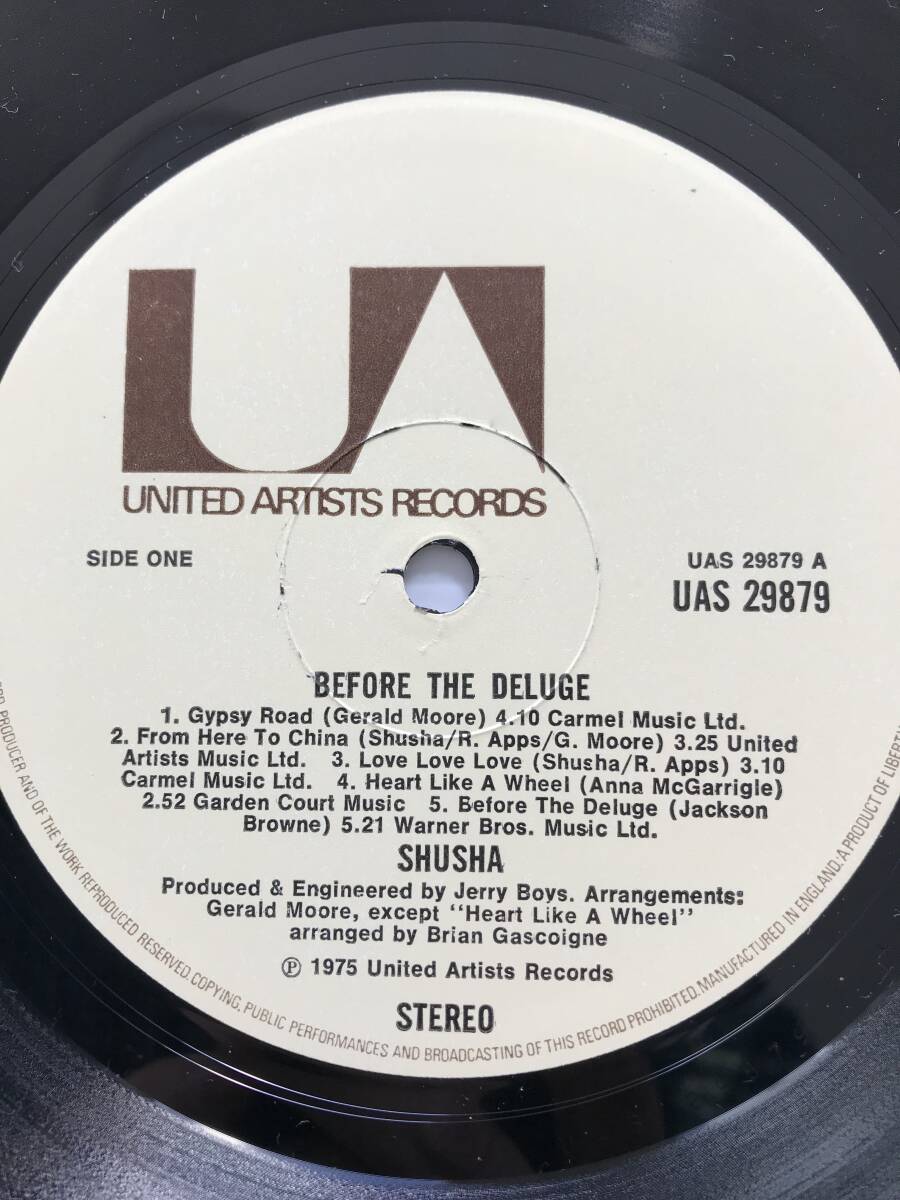 UA
UNITED ARTISTS RECORDS
SIDE ONE
UAS 29879 A
UAS 29879
BEFORE THE DELUGE
1. Gypsy Road (Gerald Moore) 4.10 Carmel Music Ltd.
2. From Here To China (Shusha/R. Apps/G. Moore) 3.25 United
Artists Music Ltd. 3. Love Love Love (Shusha/R. Apps) 3.10
Carmel Music Ltd. 4. Heart Like A Wheel (Anna McGarrigle)
2.52 Garden Court Music 5. Before The Deluge (Jackson
Browne) 5.21 Warner Bros. Music Ltd.
SHUSHA
Produced & Engineered by Jerry Boys. Arrangements:
Gerald Moore, except "Heart Like A Wheel"
arranged by Brian Gascoigne
℗ 1975 United Artists Records
STEREO
PRODUCER AND OF THE WORK REPRODUCED RESERVED. COPYING, PUBLIC PERFORMANCES AND BROADCASTING OF THIS RECORD PROHIBITED. MANUFACTURED IN ENGLAND: A PRODUCT OF